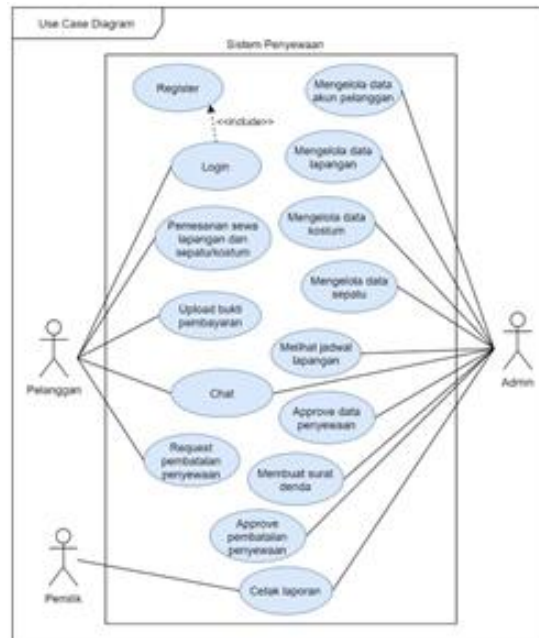 Use Case Diagram
Sistem Penyewaan
Register
<<include>>
Login
Pemesanan sewa
lapangan dan
sepatu/kostum
Upload bukti
pembayaran
Chat
Request
pembatalan
penyewaan
Mengelola data
akun pelanggan
Mengelola data
lapangan
Mengelola data
kostum
Mengelola data
sepatu
Melihat jadwal
lapangan
Approve data
penyewaan
Membuat surat
denda
Approve
pembatalan
penyewaan
Cetak laporan
Pelanggan
Pemilik
Admin